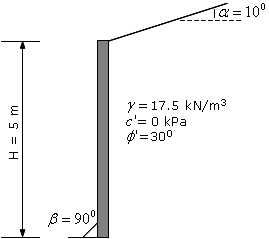 α=10⁰
H = 5 m
γ = 17.5 kN/m³
c'= 0 kPa
ϕ'=30⁰
β=90⁰